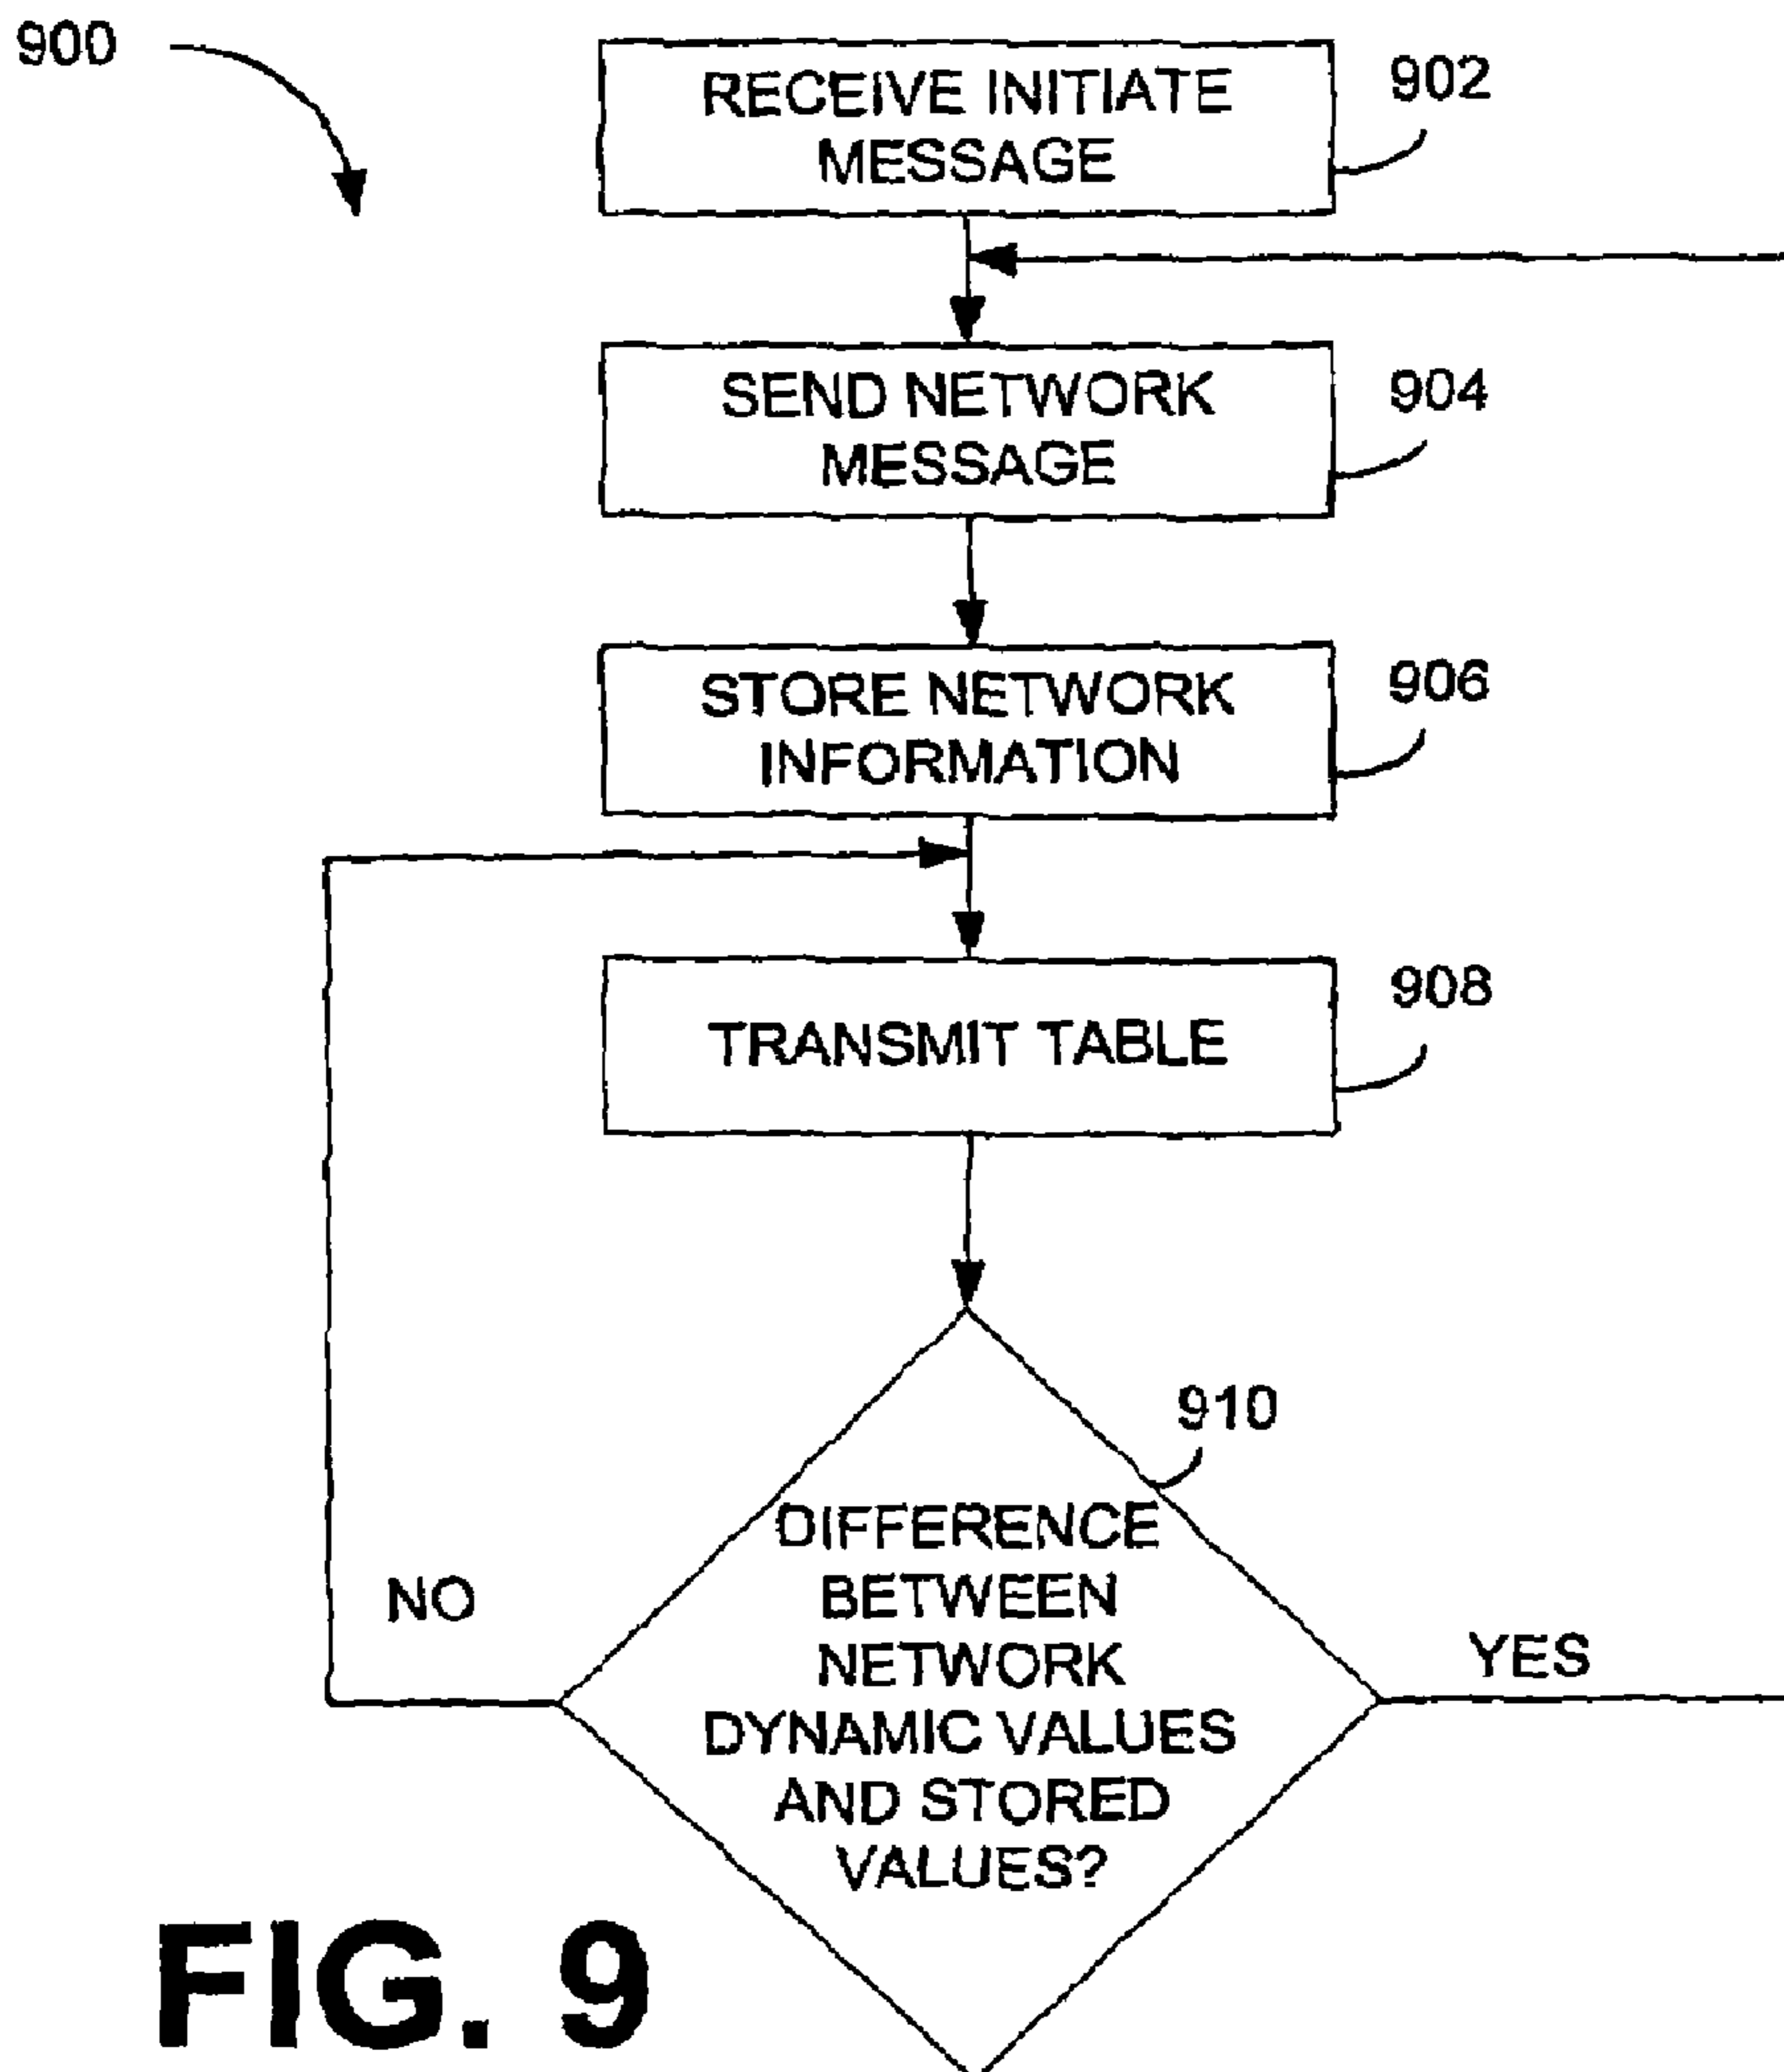 900
RECEIVE INITIATE
MESSAGE
902
SEND NETWORK
MESSAGE
904
STORE NETWORK
INFORMATION
906
TRANSMIT TABLE
908
910
DIFFERENCE
BETWEEN
NETWORK
DYNAMIC VALUES
AND STORED
VALUES?
NO
YES
FIG. 9